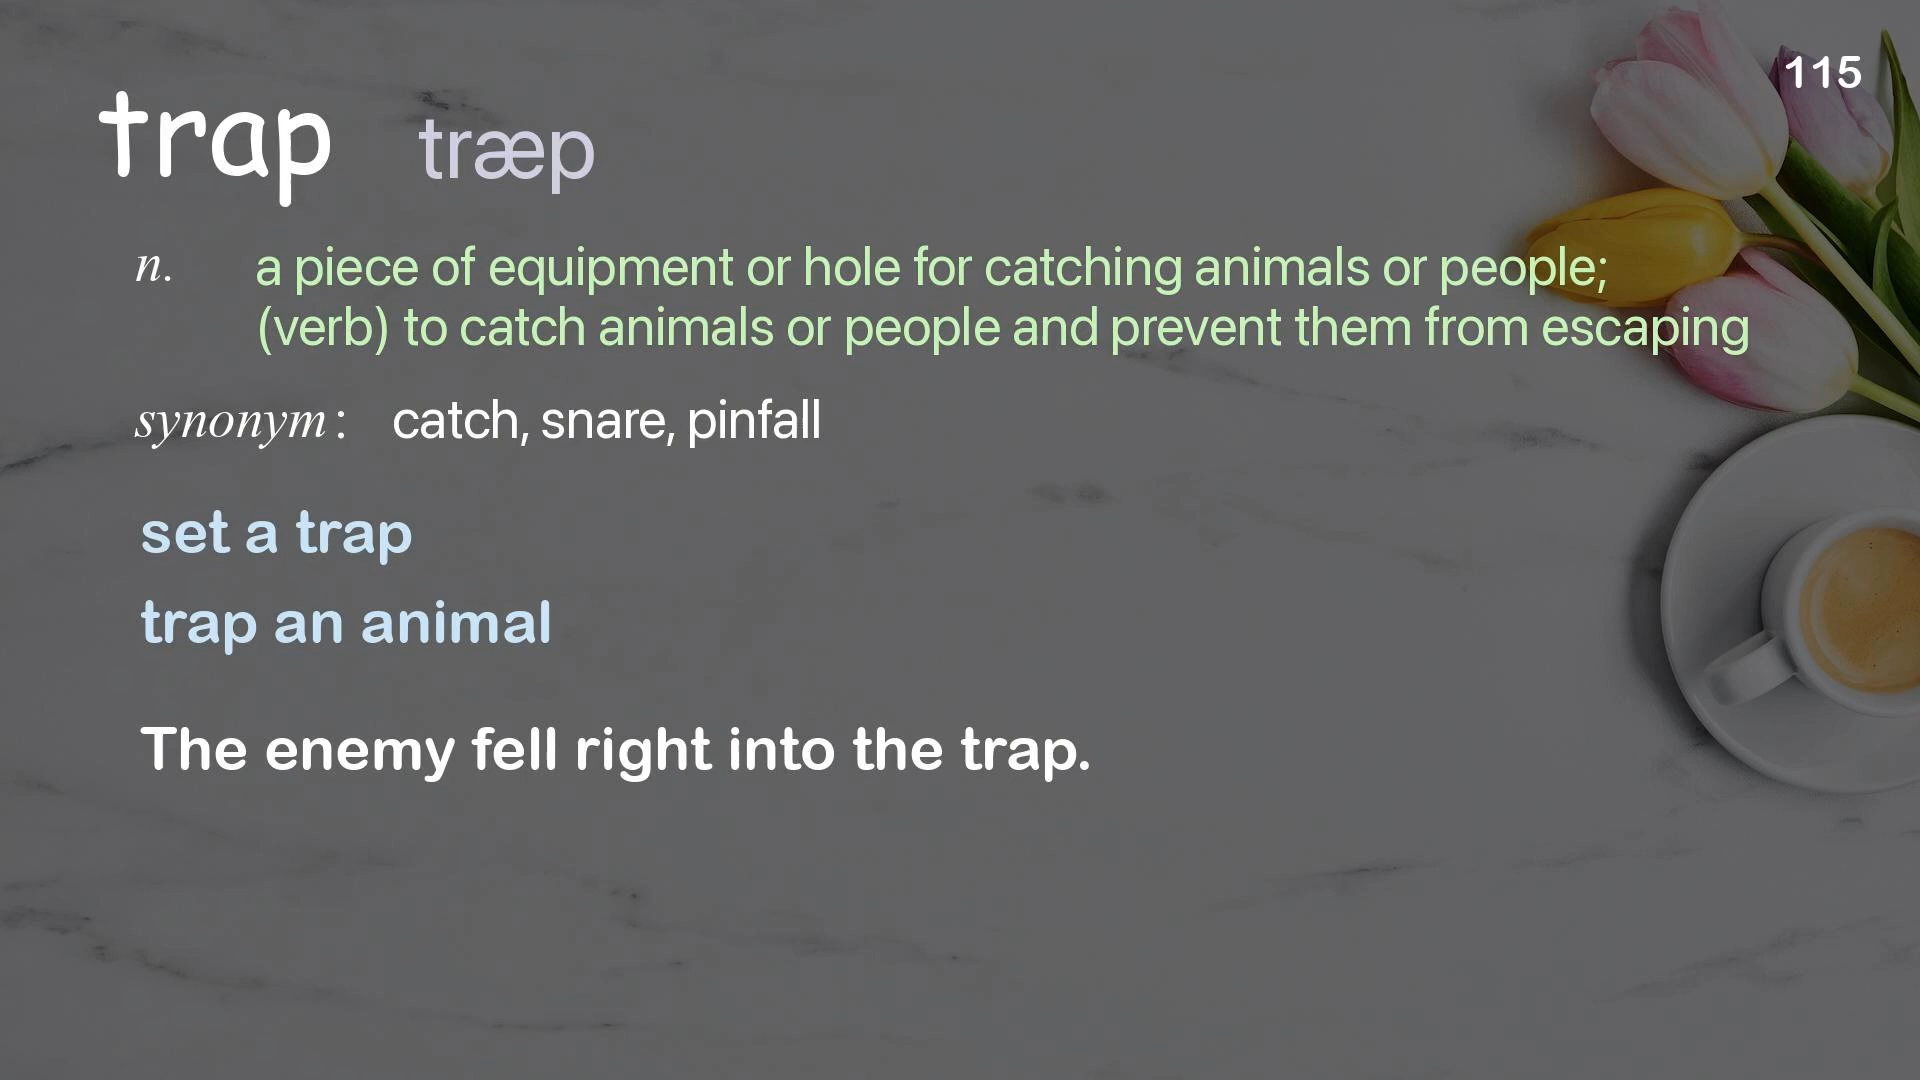 115
trap træp
n. a piece of equipment or hole for catching animals or people;
(verb) to catch animals or people and prevent them from escaping
synonym: catch, snare, pinfall
set a trap
trap an animal
The enemy fell right into the trap.